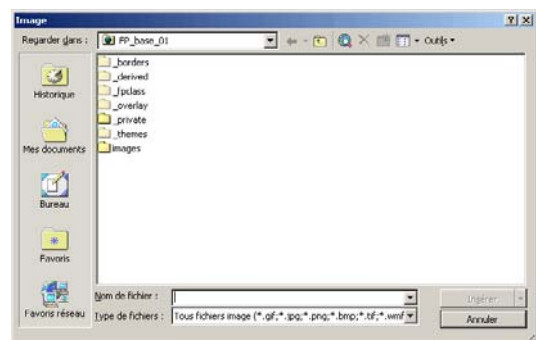 Image
Regarder dans : FP_base_01 Outils
_borders
_derived
_fpclass
_overlay
_private
_themes
images
Historique
Mes documents
Bureau
Favoris
Favoris réseau
Nom de fichier :
Type de fichiers : Tous fichiers image (*.gif;*.jpg;*.png;*.bmp;*.tif;*.wmf
Insérer
Annuler